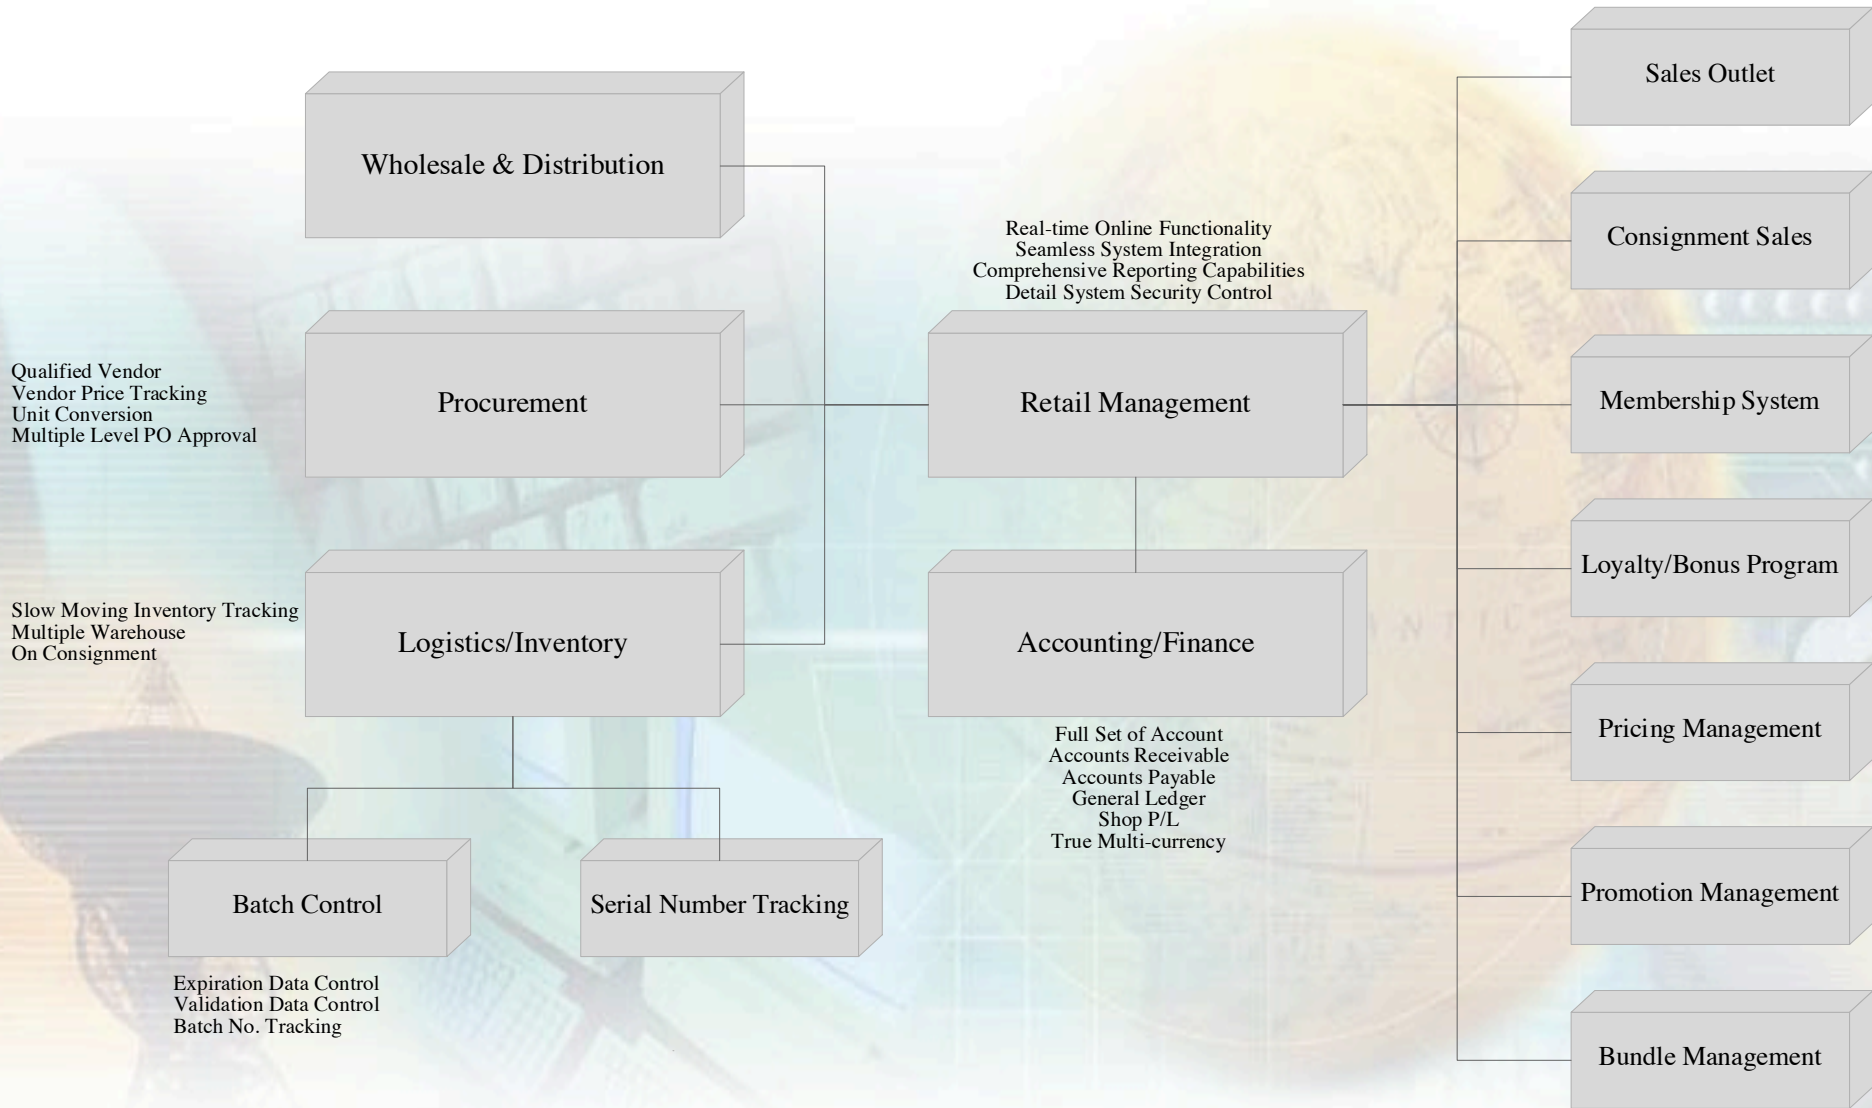 Sales Outlet
Wholesale & Distribution
Real-time Online Functionality
Seamless System Integration
Comprehensive Reporting Capabilities
Detail System Security Control
Consignment Sales
Qualified Vendor
Vendor Price Tracking
Unit Conversion
Multiple Level PO Approval
Procurement
Retail Management
Membership System
Loyalty/Bonus Program
Slow Moving Inventory Tracking
Multiple Warehouse
On Consignment
Logistics/Inventory
Accounting/Finance
Full Set of Account
Accounts Receivable
Accounts Payable
General Ledger
Shop P/L
True Multi-currency
Pricing Management
Batch Control
Serial Number Tracking
Promotion Management
Expiration Data Control
Validation Data Control
Batch No. Tracking
Bundle Management